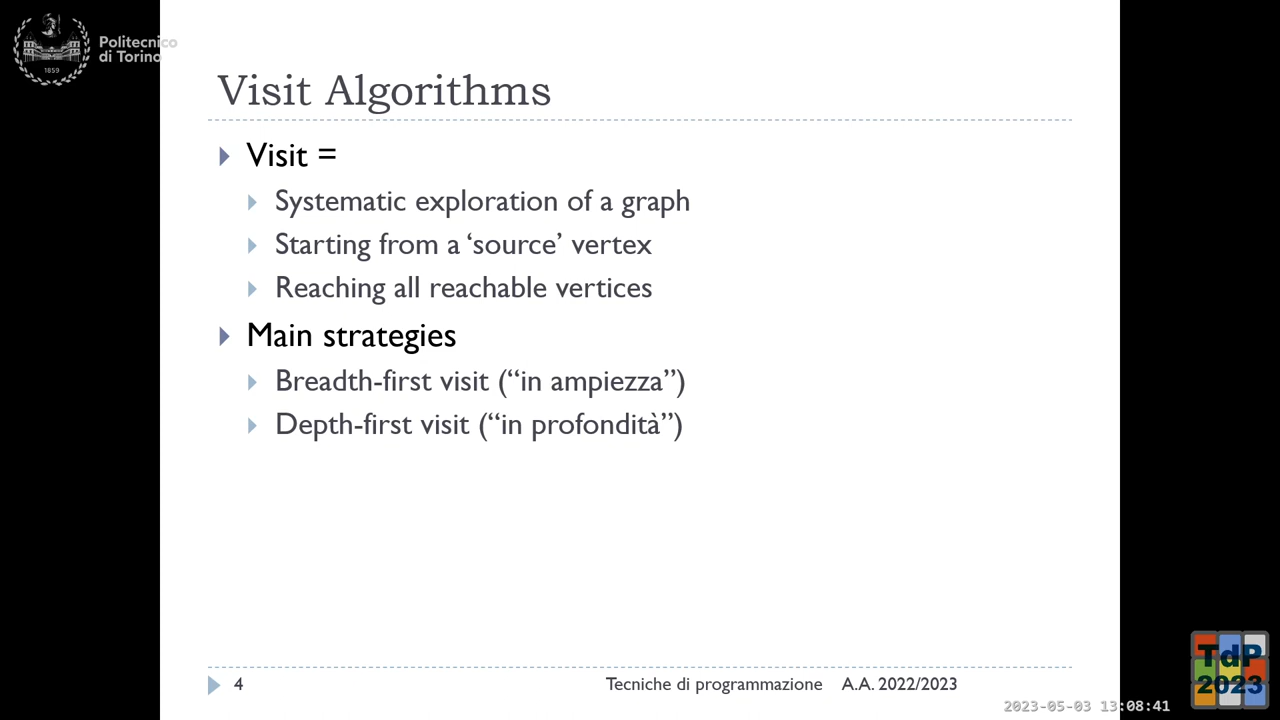 Politecnico
di Torino
1859
Visit Algorithms
Visit =
Systematic exploration of a graph
Starting from a ‘source’ vertex
Reaching all reachable vertices
Main strategies
Breadth-first visit (“in ampiezza”)
Depth-first visit (“in profondità”)
4 Tecniche di programmazione A.A. 2022/2023
2023-05-03 13:08:41
TdP
2023